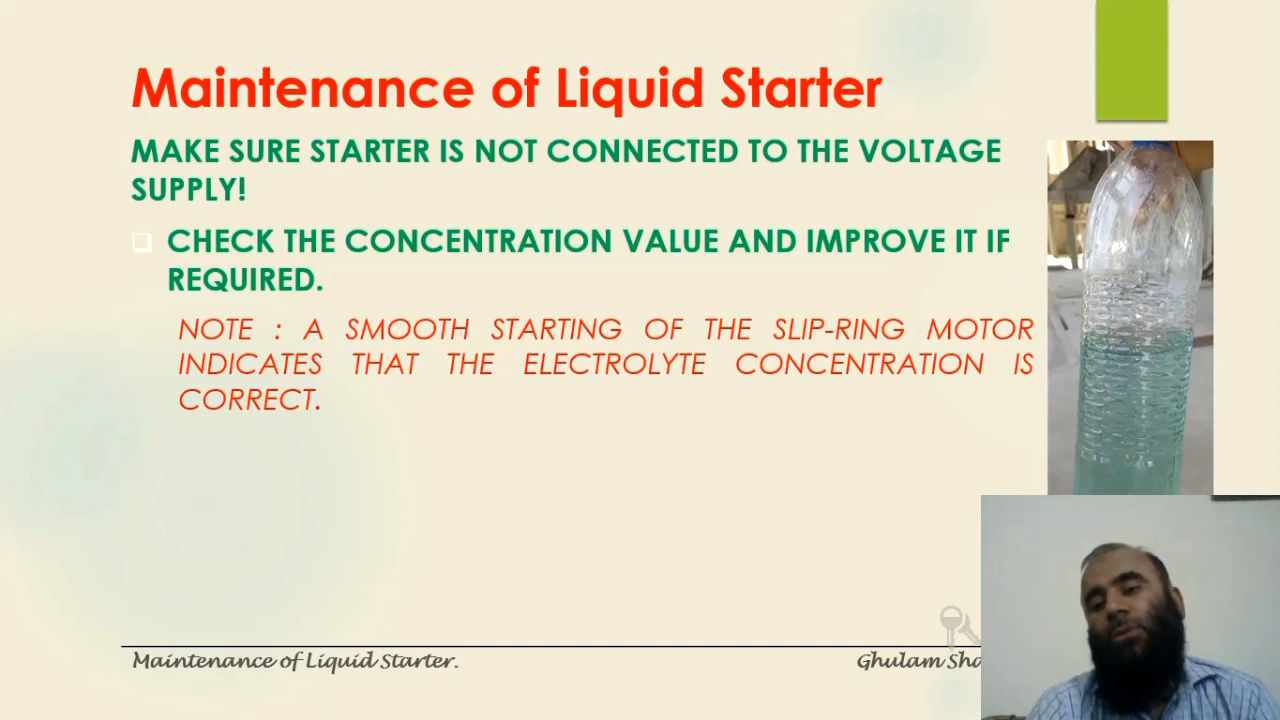 Maintenance of Liquid Starter
MAKE SURE STARTER IS NOT CONNECTED TO THE VOLTAGE
SUPPLY!
CHECK THE CONCENTRATION VALUE AND IMPROVE IT IF
REQUIRED.
NOTE : A SMOOTH STARTING OF THE SLIP-RING MOTOR
INDICATES THAT THE ELECTROLYTE CONCENTRATION IS
CORRECT.
Maintenance of Liquid Starter.
Ghulam